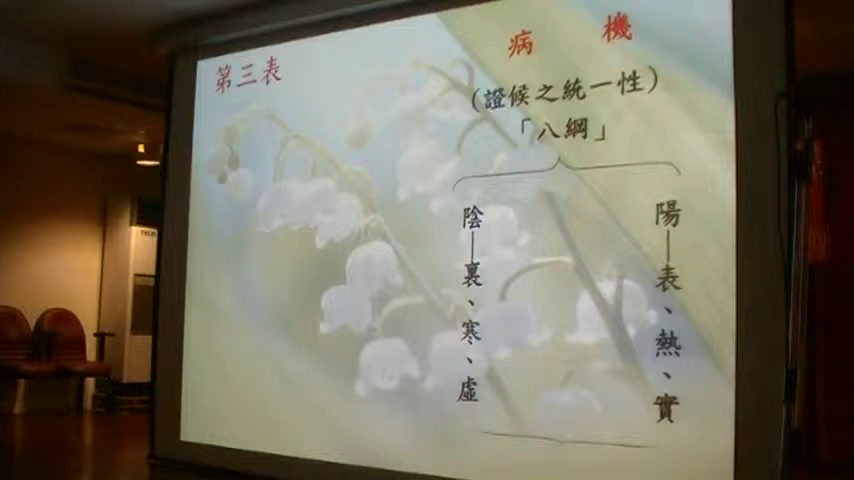 第三表
病 機
(證候之統一性)
「八綱」
陽—表、熱、實
陰—裏、寒、虛